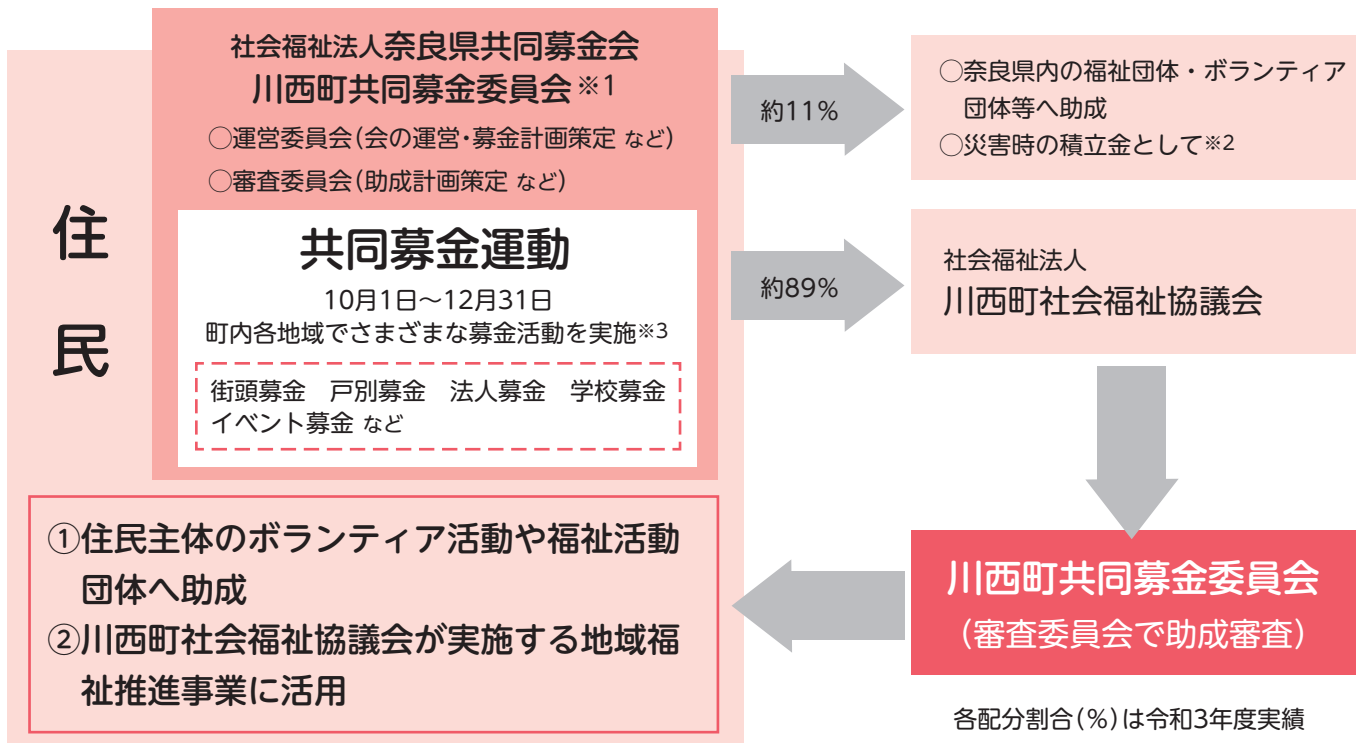 住民
社会福祉法人奈良県共同募金会
川西町共同募金委員会※1
○運営委員会(会の運営・募金計画策定 など)
○審査委員会(助成計画策定 など)
共同募金運動
10月1日〜12月31日
町内各地域でさまざまな募金活動を実施※3
街頭募金 戸別募金 法人募金 学校募金
イベント募金 など
約11%
○奈良県内の福祉団体・ボランティア
団体等へ助成
○災害時の積立金として※2
約89%
社会福祉法人
川西町社会福祉協議会
川西町共同募金委員会
(審査委員会で助成審査)
①住民主体のボランティア活動や福祉活動
団体へ助成
②川西町社会福祉協議会が実施する地域福
祉推進事業に活用
各配分割合(%)は令和3年度実績